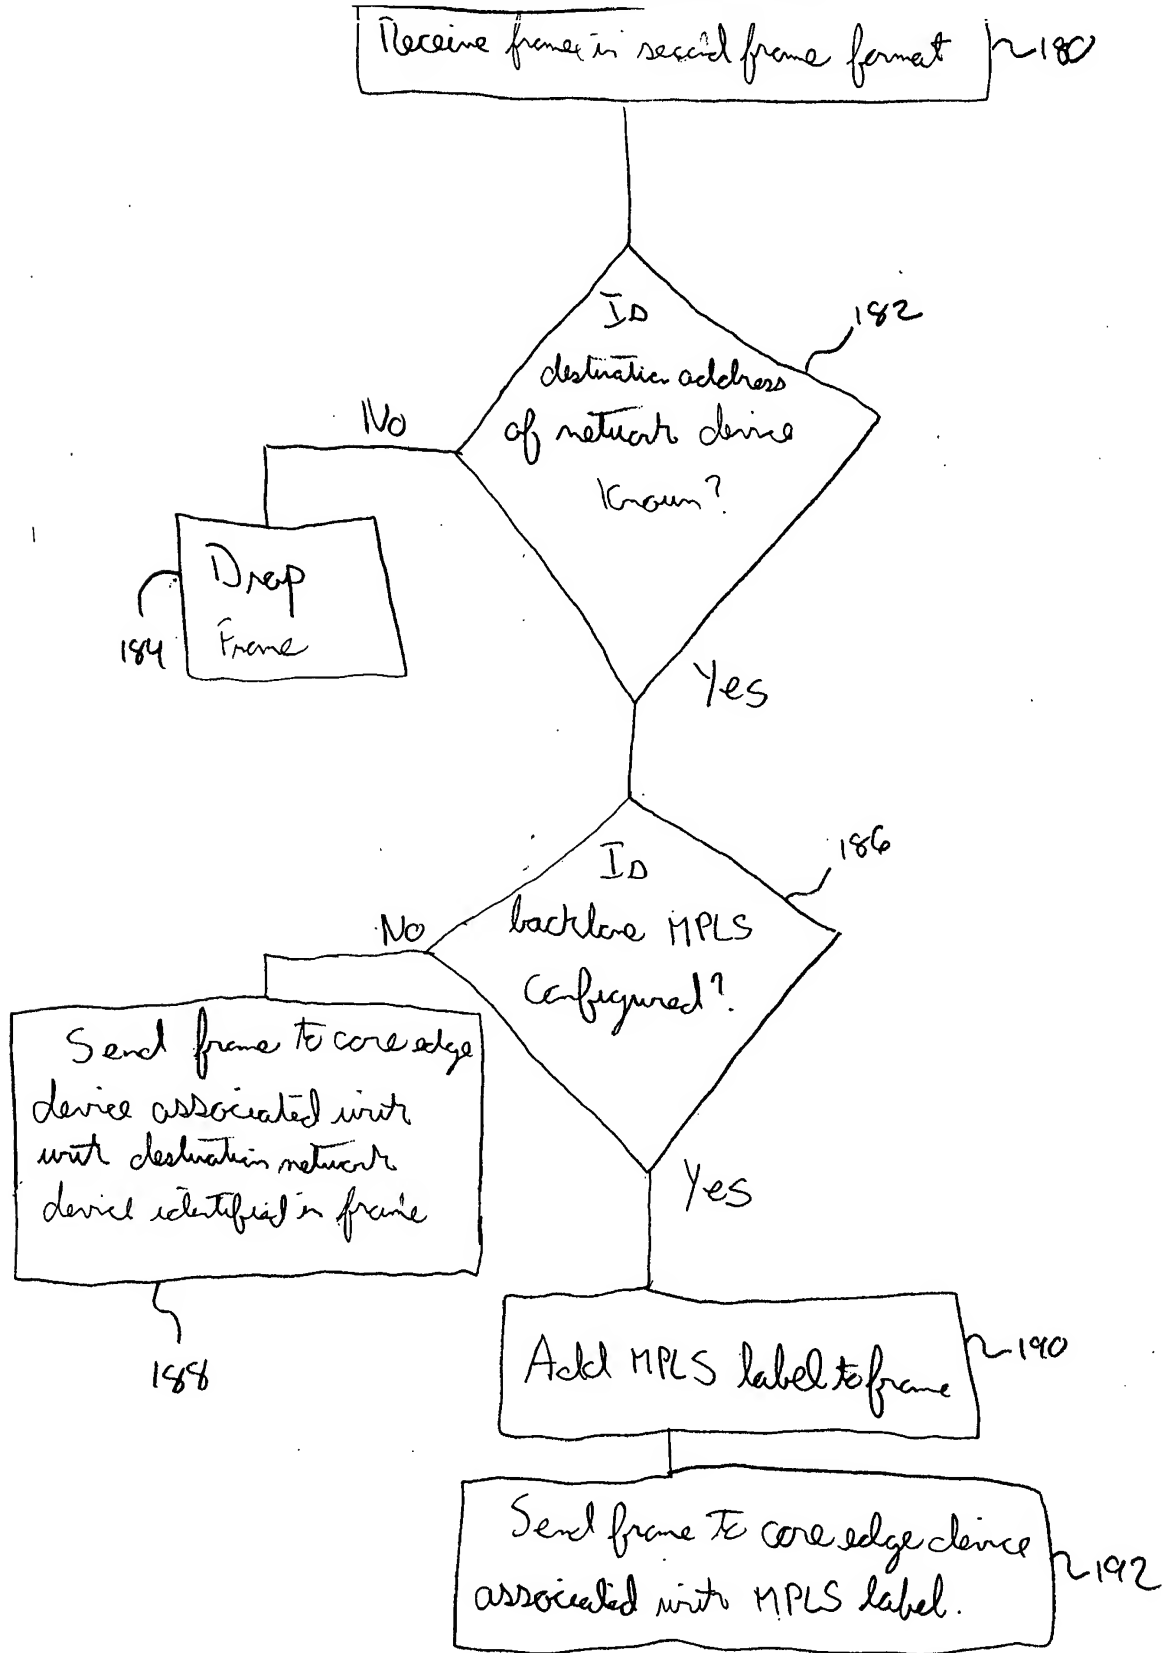 Receive frame in second frame format
180
Is
destination address
of network device
known?
182
No
Drop
Frame
184
Yes
Is
backbone MPLS
configured?
186
No
Send frame to core edge
device associated with
with destination network
device identified in frame
188
Yes
Add MPLS label to frame
190
Send frame to core edge device
associated with MPLS label.
192